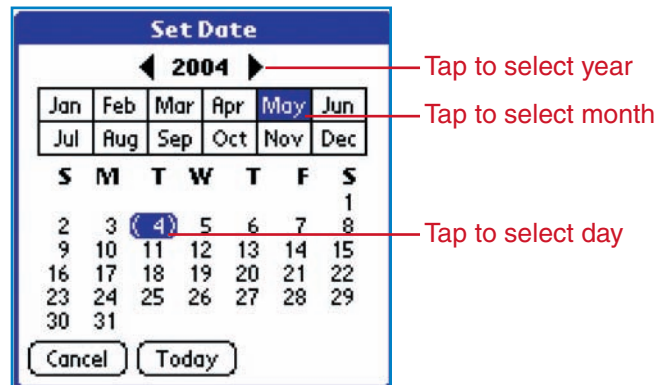 Set Date
2004
Tap to select year
Jan Feb Mar Apr May Jun
Tap to select month
Jul Aug Sep Oct Nov Dec
S M T W T F S
1
2 3 4 5 6 7 8
Tap to select day
9 10 11 12 13 14 15
16 17 18 19 20 21 22
23 24 25 26 27 28 29
30 31
Cancel Today